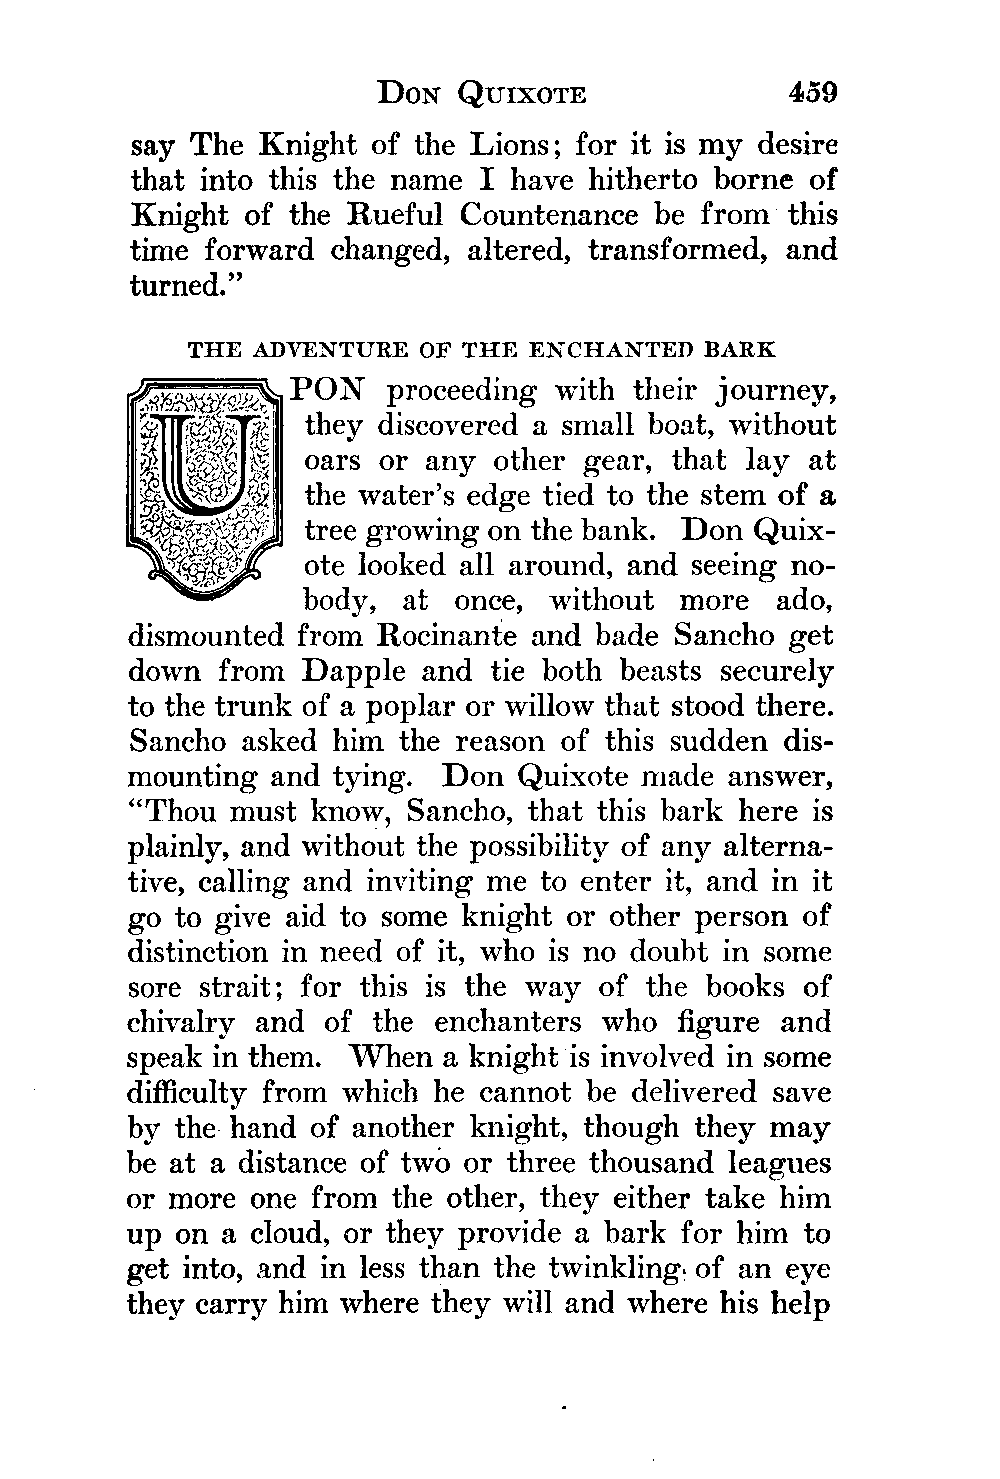 DON QUIXOTE 459
say The Knight of the Lions; for it is my desire
that into this the name I have hitherto borne of
Knight of the Rueful Countenance be from this
time forward changed, altered, transformed, and
turned."
THE ADVENTURE OF THE ENCHANTED BARK
UPON proceeding with their journey,
they discovered a small boat, without
oars or any other gear, that lay at
the water's edge tied to the stem of a
tree growing on the bank. Don Quix-
ote looked all around, and seeing no-
body, at once, without more ado,
dismounted from Rocinante and bade Sancho get
down from Dapple and tie both beasts securely
to the trunk of a poplar or willow that stood there.
Sancho asked him the reason of this sudden dis-
mounting and tying. Don Quixote made answer,
"Thou must know, Sancho, that this bark here is
plainly, and without the possibility of any alterna-
tive, calling and inviting me to enter it, and in it
go to give aid to some knight or other person of
distinction in need of it, who is no doubt in some
sore strait; for this is the way of the books of
chivalry and of the enchanters who figure and
speak in them. When a knight is involved in some
difficulty from which he cannot be delivered save
by the hand of another knight, though they may
be at a distance of two or three thousand leagues
or more one from the other, they either take him
up on a cloud, or they provide a bark for him to
get into, and in less than the twinkling of an eye
they carry him where they will and where his help